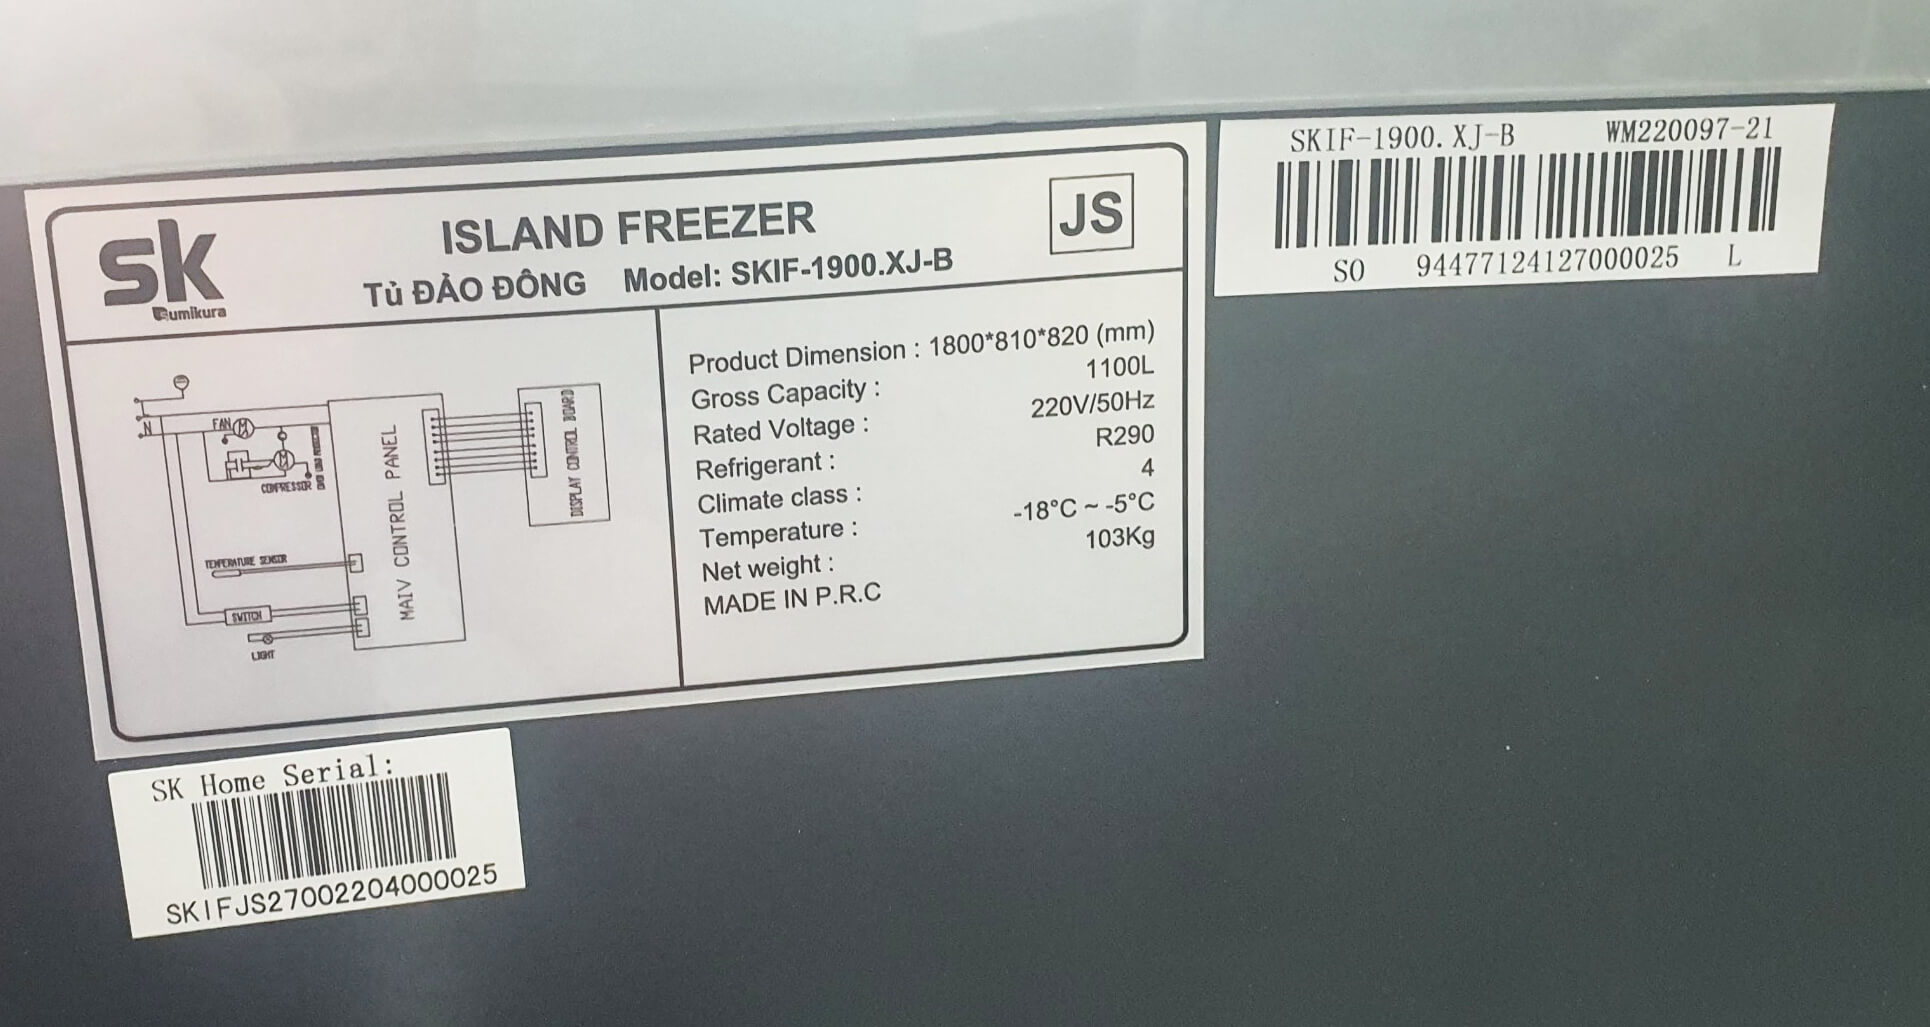 sk
Sumikura
ISLAND FREEZER
TỦ ĐẢO ĐÔNG Model: SKIF-1900.XJ-B
JS
N
FAN
M
M
COMPRESSOR
MAIV CONTROL PANEL
DISPLAY CONTROL BOARD
TEMPERATURE SENSOR
SWITCH
LIGHT
Product Dimension : 1800*810*820 (mm)
Gross Capacity : 1100L
Rated Voltage : 220V/50Hz
Refrigerant : R290
Climate class : 4
Temperature : -18°C ~ -5°C
Net weight : 103Kg
MADE IN P.R.C
SKIF-1900.XJ-B WM220097-21
SO 94477124127000025 L
SK Home Serial:
SKIFJS27002204000025